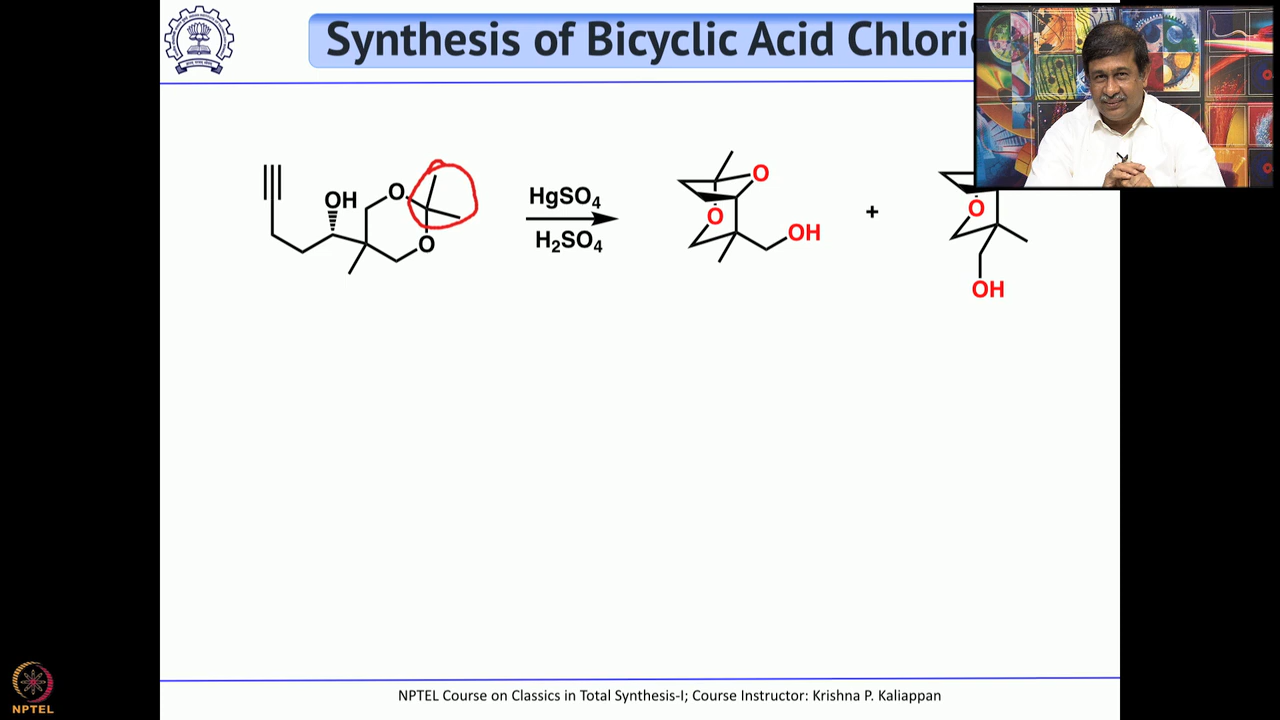 Synthesis of Bicyclic Acid
OH
O
O
HgSO4
H2SO4
O
O
OH
+
O
OH
NPTEL Course on Classics in Total Synthesis-I; Course Instructor: Krishna P. Kaliappan
NPTEL